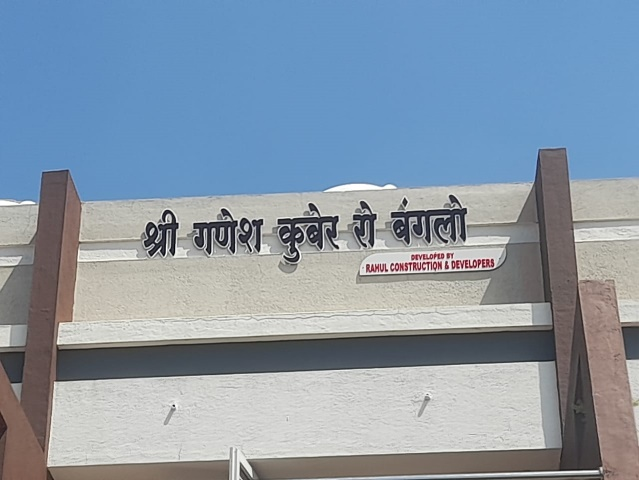 श्री गणेश कुबेर रो बंगलो
DEVELOPED BY
RAHUL CONSTRUCTION & DEVELOPERS